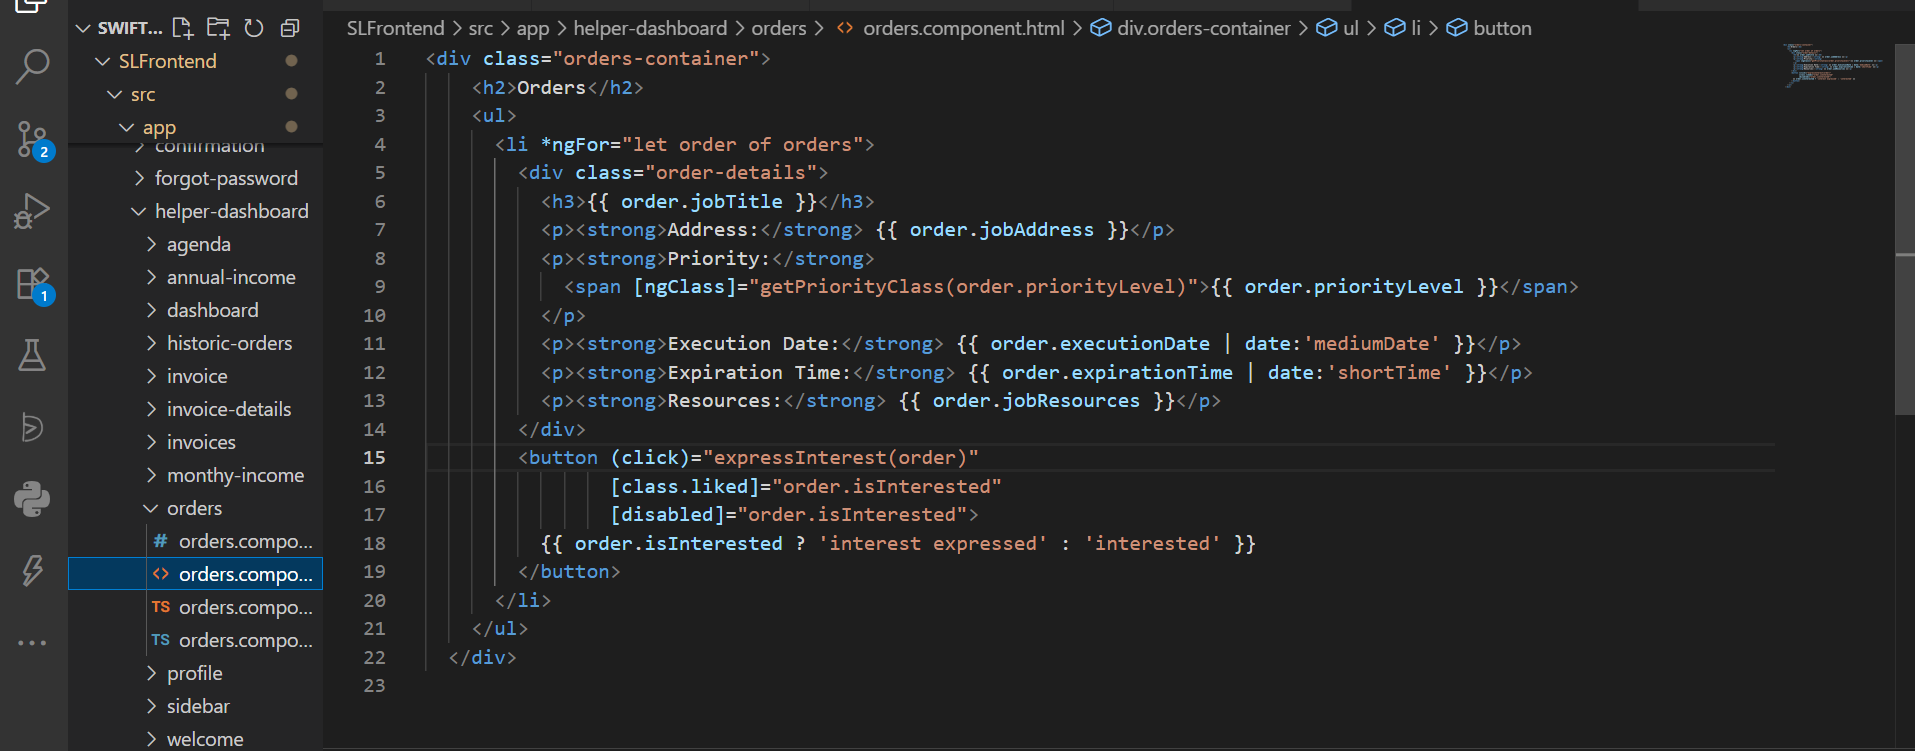 SWIFT...
SLFrontend
src
app
confirmation
forgot-password
helper-dashboard
agenda
annual-income
dashboard
historic-orders
invoice
invoice-details
invoices
monthy-income
orders
# orders.compo...
<> orders.compo...
TS orders.compo...
TS orders.compo...
profile
sidebar
welcome
2
1
SLFrontend > src > app > helper-dashboard > orders > <> orders.component.html > div.orders-container > ul > li > button
1 <div class="orders-container">
2 <h2>Orders</h2>
3 <ul>
4 <li *ngFor="let order of orders">
5 <div class="order-details">
6 <h3>{{ order.jobTitle }}</h3>
7 <p><strong>Address:</strong> {{ order.jobAddress }}</p>
8 <p><strong>Priority:</strong>
9 <span [ngClass]="getPriorityClass(order.priorityLevel)">{{ order.priorityLevel }}</span>
10 </p>
11 <p><strong>Execution Date:</strong> {{ order.executionDate | date:'mediumDate' }}</p>
12 <p><strong>Expiration Time:</strong> {{ order.expirationTime | date:'shortTime' }}</p>
13 <p><strong>Resources:</strong> {{ order.jobResources }}</p>
14 </div>
15 <button (click)="expressInterest(order)"
16 [class.liked]="order.isInterested"
17 [disabled]="order.isInterested">
18 {{ order.isInterested ? 'interest expressed' : 'interested' }}
19 </button>
20 </li>
21 </ul>
22 </div>
23